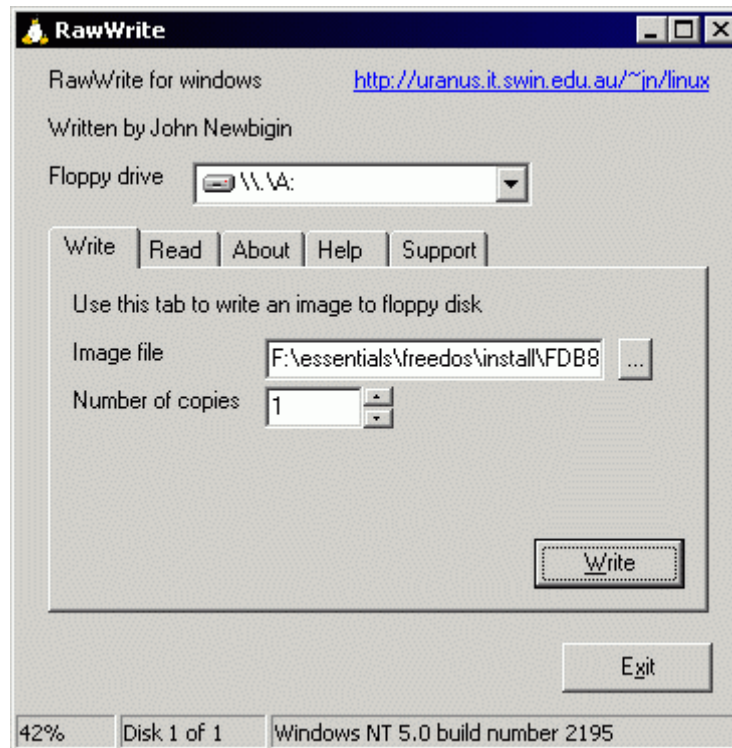 RawWrite
RawWrite for windows http://uranus.it.swin.edu.au/~jn/linux
Written by John Newbigin
Floppy drive \\.\A:
Write Read About Help Support
Use this tab to write an image to floppy disk
Image file F:\essentials\freedos\install\FDB8 ...
Number of copies 1
Write
Exit
42% Disk 1 of 1 Windows NT 5.0 build number 2195